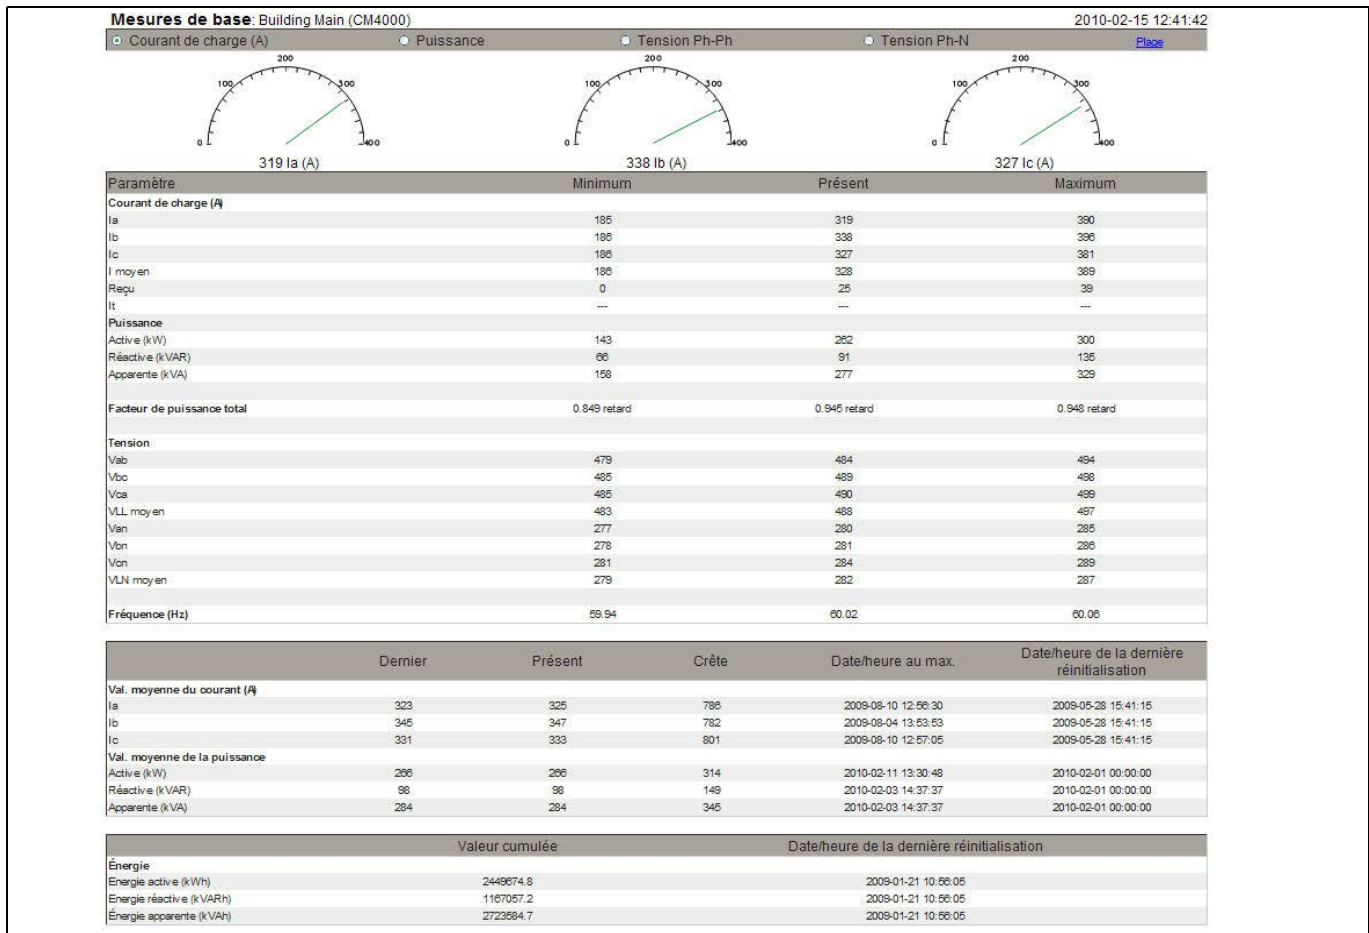 Mesures de base: Building Main (CM4000) 2010-02-15 12:41:42
Courant de charge (A) Puissance Tension Ph-Ph Tension Ph-N Plage
200 200 200
100 300 100 300 100 300
0 400 0 400 0 400
319 Ia (A) 338 Ib (A) 327 Ic (A)
Paramètre Minimum Présent Maximum
Courant de charge (A)
Ia 185 319 390
Ib 186 338 396
Ic 186 327 381
I moyen 186 328 389
Reçu 0 25 39
It --- --- ---
Puissance
Active (kW) 143 262 300
Réactive (kVAR) 66 91 135
Apparente (kVA) 158 277 329
Facteur de puissance total 0.849 retard 0.945 retard 0.948 retard
Tension
Vab 479 484 494
Vbc 485 489 498
Vca 485 490 499
VLL moyen 483 488 497
Van 277 280 285
Vbn 278 281 286
Vcn 281 284 289
VLN moyen 279 282 287
Fréquence (Hz) 59.94 60.02 60.06
Dernier Présent Crête Date/heure au max. Date/heure de la dernière
réinitialisation
Val. moyenne du courant (A)
Ia 323 325 786 2009-08-10 12:56:30 2009-05-28 15:41:15
Ib 345 347 782 2009-08-04 13:53:53 2009-05-28 15:41:15
Ic 331 333 801 2009-08-10 12:57:05 2009-05-28 15:41:15
Val. moyenne de la puissance
Active (kW) 266 266 314 2010-02-11 13:30:48 2010-02-01 00:00:00
Réactive (kVAR) 98 98 149 2010-02-03 14:37:37 2010-02-01 00:00:00
Apparente (kVA) 284 284 345 2010-02-03 14:37:37 2010-02-01 00:00:00
Valeur cumulée Date/heure de la dernière réinitialisation
Énergie
Energie active (kWh) 2449674.8 2009-01-21 10:56:05
Energie réactive (kVARh) 1167057.2 2009-01-21 10:56:05
Énergie apparente (kVAh) 2723584.7 2009-01-21 10:56:05